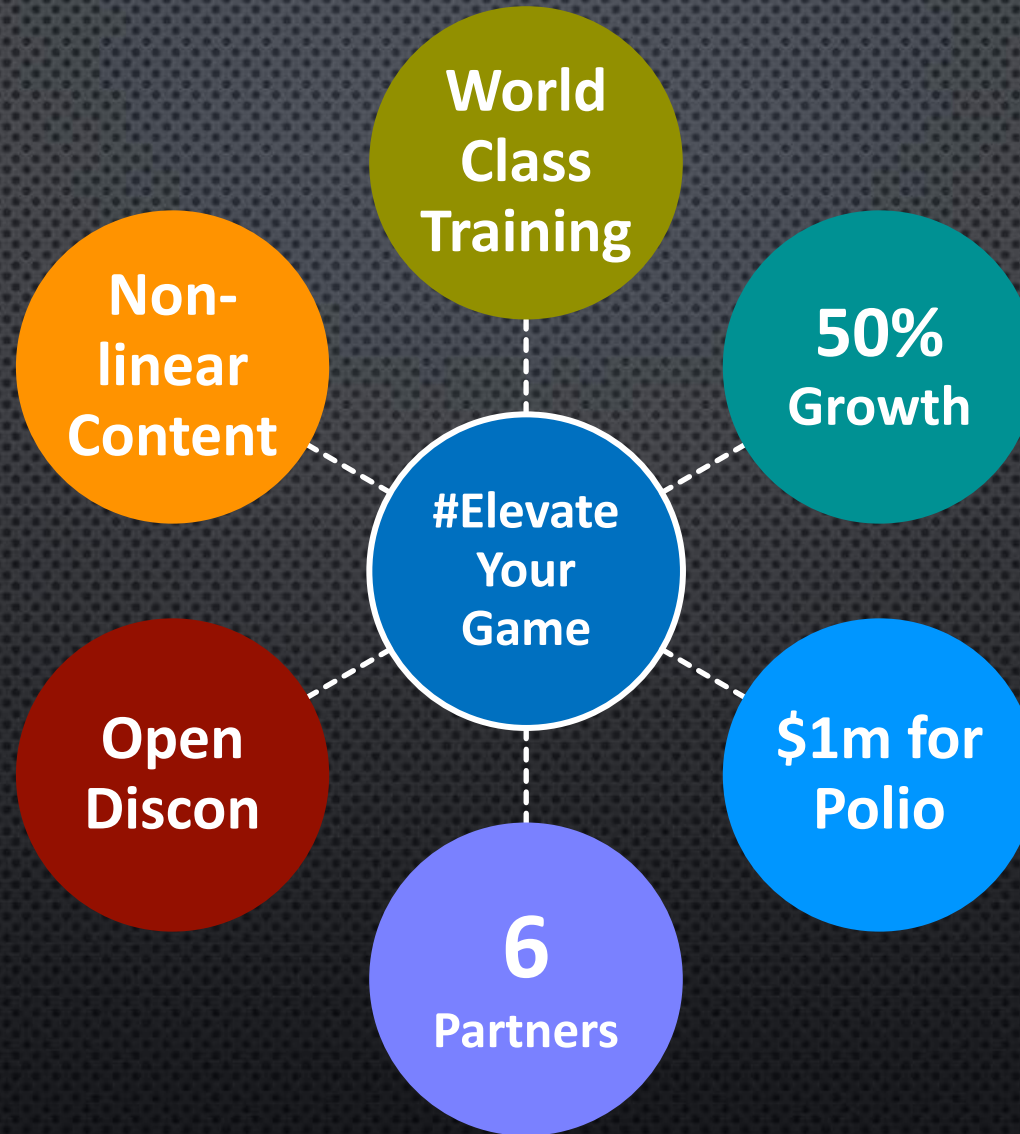 World
Class
Training
Non-
linear
Content
50%
Growth
#Elevate
Your
Game
Open
Discon
$1m for
Polio
6
Partners